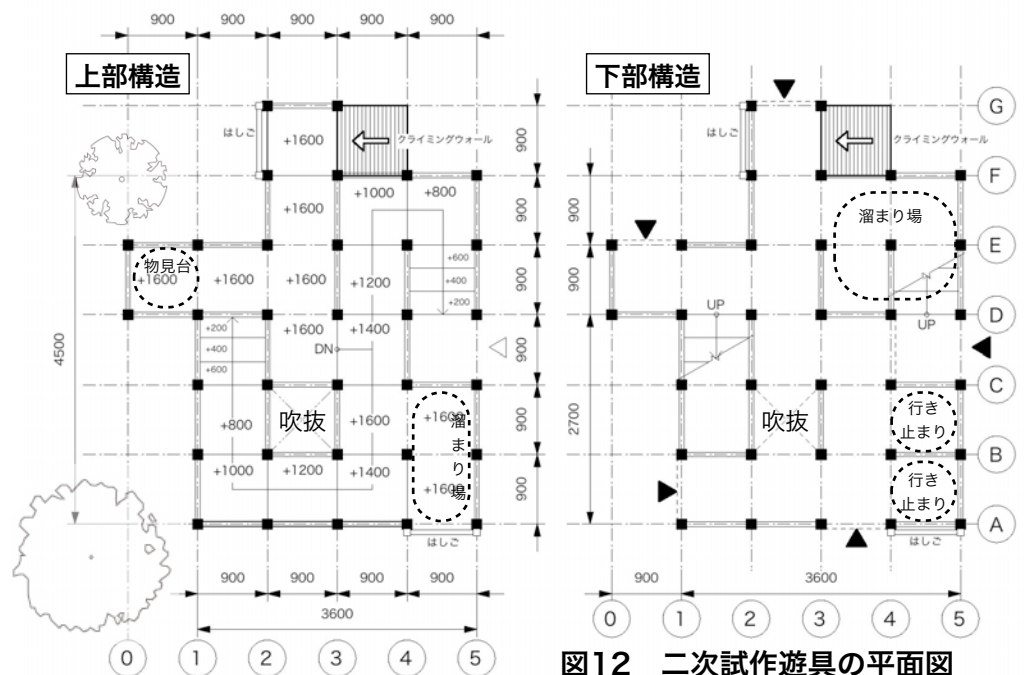 900 900 900 900 900
上部構造
下部構造
はしご
+1600
クライミングウォール
900
はしご
クライミングウォール
G
+1000
+800
F
+1600
900
900
溜まり場
物見台
+1600
+1600
+1600
+1200
+600
+400
+200
900
900
E
4500
+200
+400
+600
+1600
+1400
DN
900
UP
UP
D
吹抜
+800
+1600
+1600
溜まり場
900
2700
吹抜
行き
止まり
C
+1000
+1200
+1400
+1600
900
行き
止まり
B
はしご
はしご
A
900 900 900 900
3600
900
3600
0 1 2 3 4 5
0 1 2 3 4 5
図12 二次試作遊具の平面図